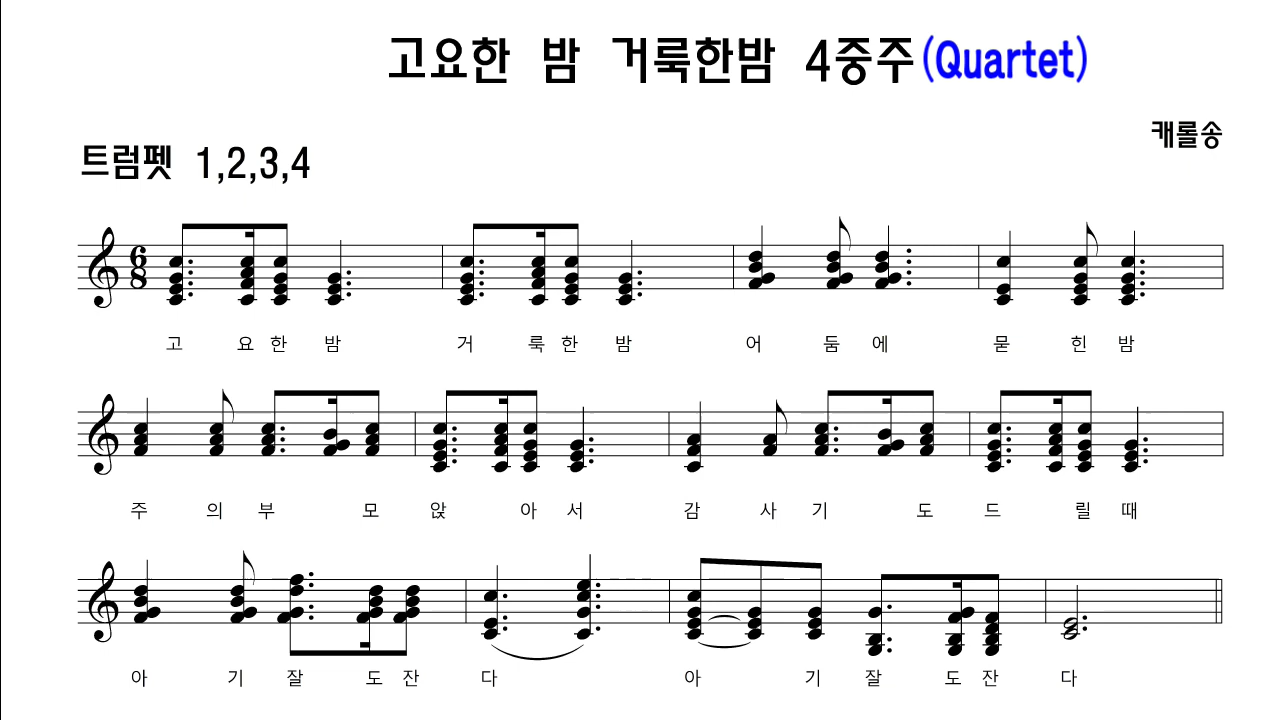 고요한 밤 거룩한밤 4중주(Quartet)
캐롤송
트럼펫 1,2,3,4
6
8
고 요 한 밤 거 룩 한 밤 어 둠 에 묻 힌 밤
주 의 부 모 앉 아 서 감 사 기 도 드 릴 때
아 기 잘 도 잔 다 아 기 잘 도 잔 다